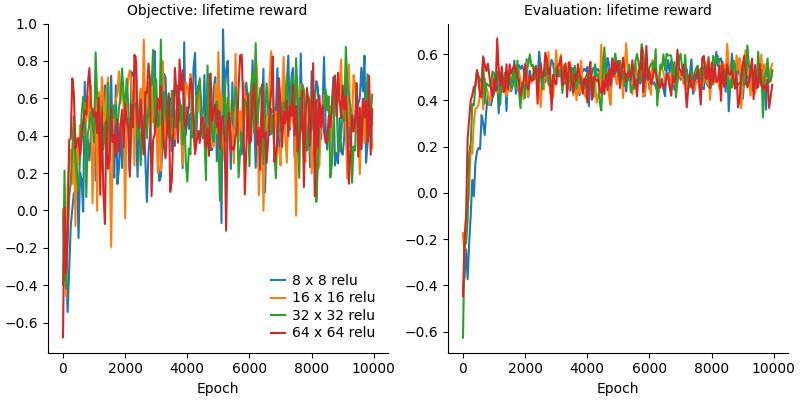 Objective: lifetime reward
1.0
0.8
0.6
0.4
0.2
0.0
−0.2
−0.4
−0.6
8 x 8 relu
16 x 16 relu
32 x 32 relu
64 x 64 relu
0 2000 4000 6000 8000 10000
Epoch
Evaluation: lifetime reward
0.6
0.4
0.2
0.0
−0.2
−0.4
−0.6
0 2000 4000 6000 8000 10000
Epoch